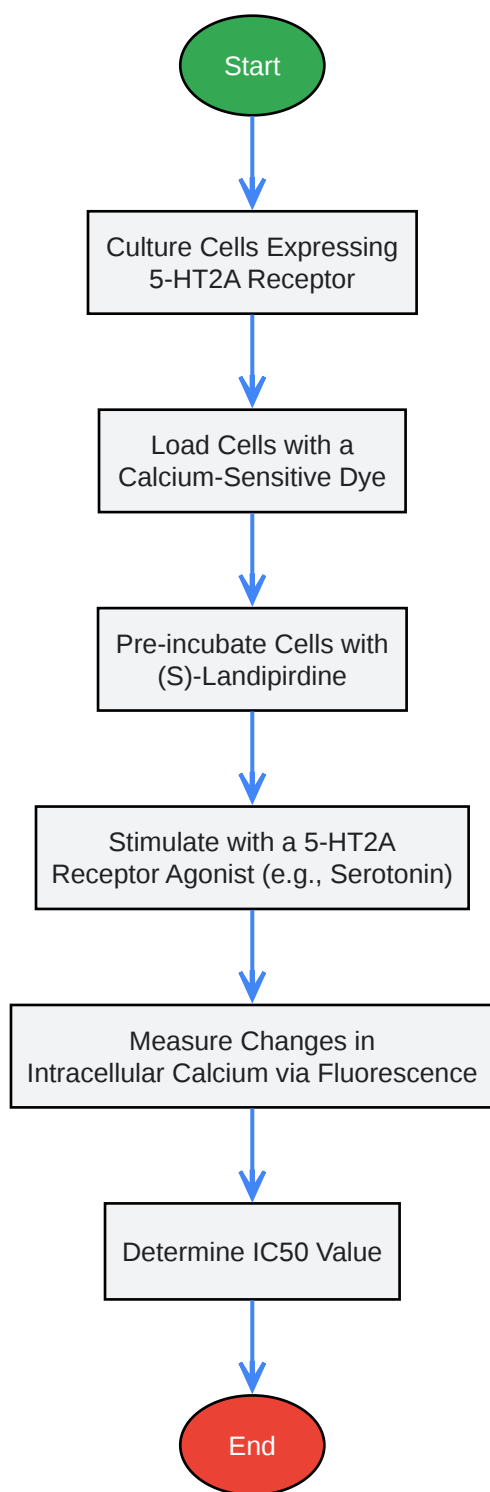 Start
Culture Cells Expressing
5-HT2A Receptor
Load Cells with a
Calcium-Sensitive Dye
Pre-incubate Cells with
(S)-Landipirdine
Stimulate with a 5-HT2A
Receptor Agonist (e.g., Serotonin)
Measure Changes in
Intracellular Calcium via Fluorescence
Determine IC50 Value
End